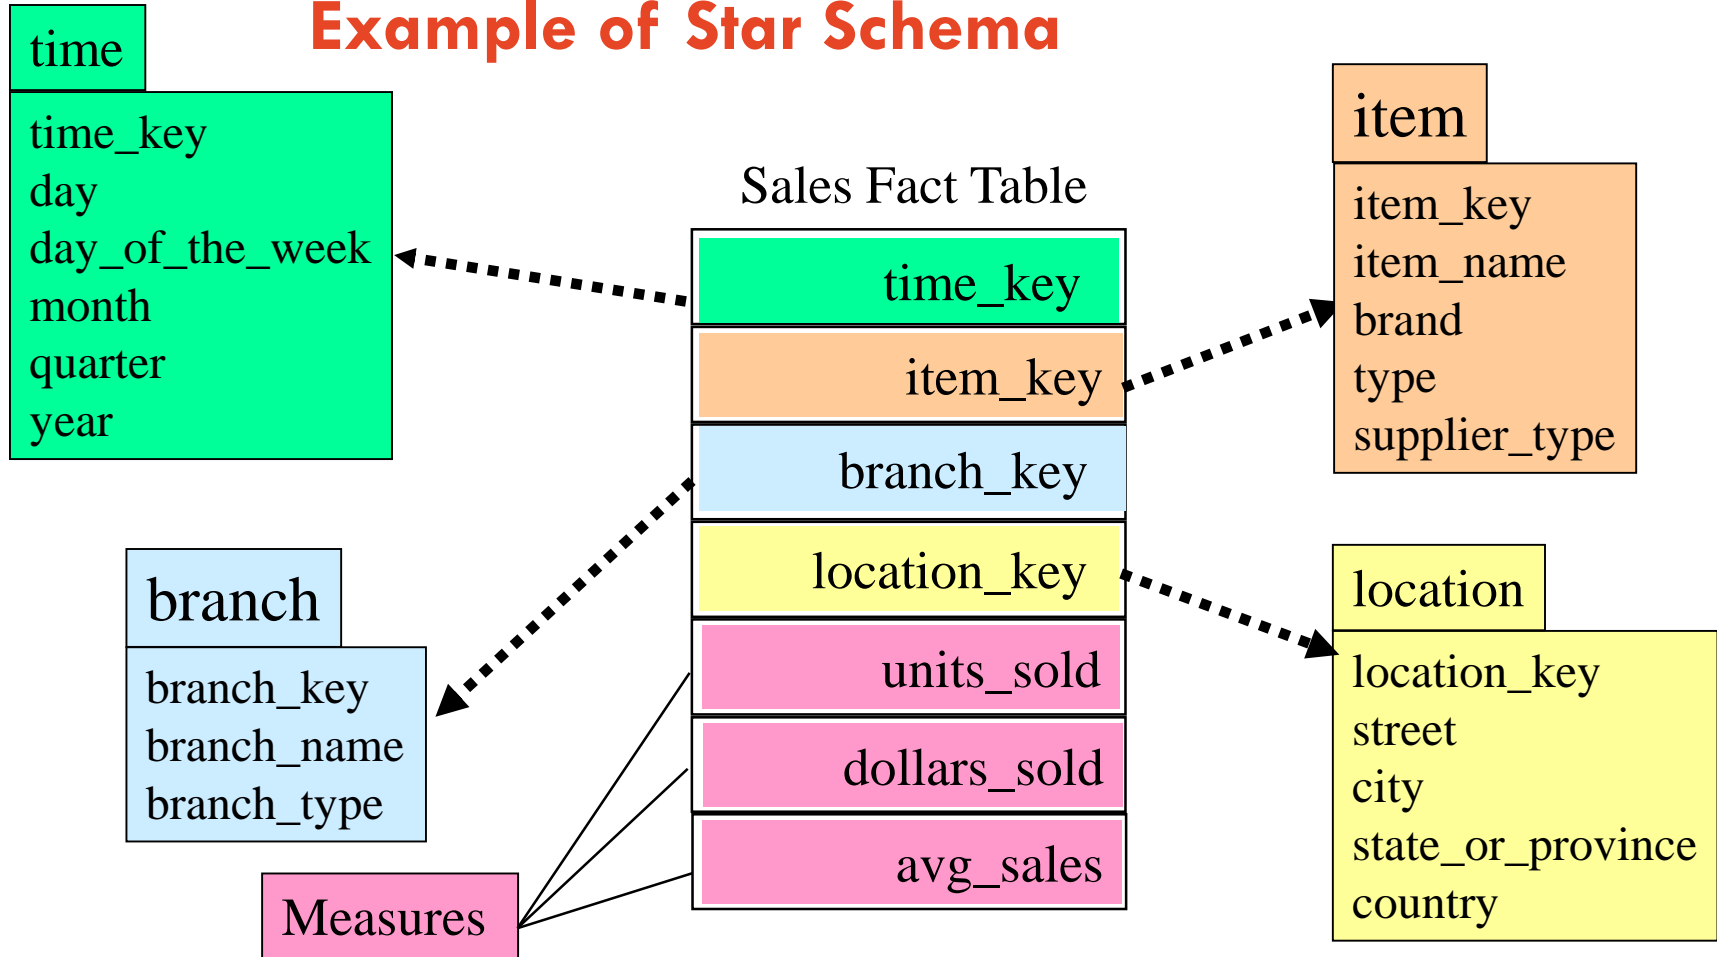 Example of Star Schema
time
time_key
day
day_of_the_week
month
quarter
year
item
item_key
item_name
brand
type
supplier_type
Sales Fact Table
time_key
item_key
branch_key
location_key
units_sold
dollars_sold
avg_sales
branch
branch_key
branch_name
branch_type
location
location_key
street
city
state_or_province
country
Measures